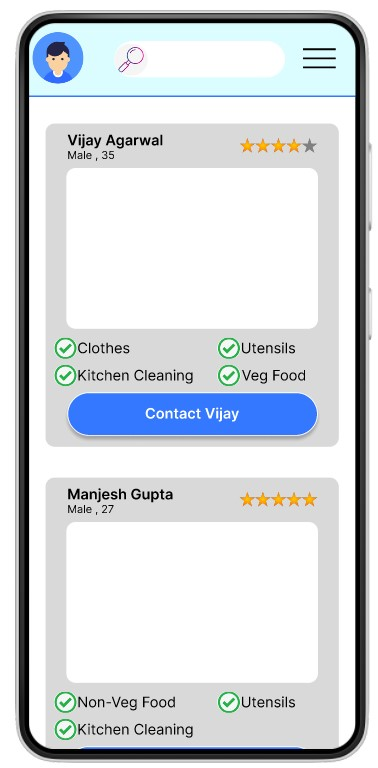 Vijay Agarwal
Male , 35
Clothes
Utensils
Kitchen Cleaning
Veg Food
Contact Vijay
Manjesh Gupta
Male , 27
Non-Veg Food
Utensils
Kitchen Cleaning